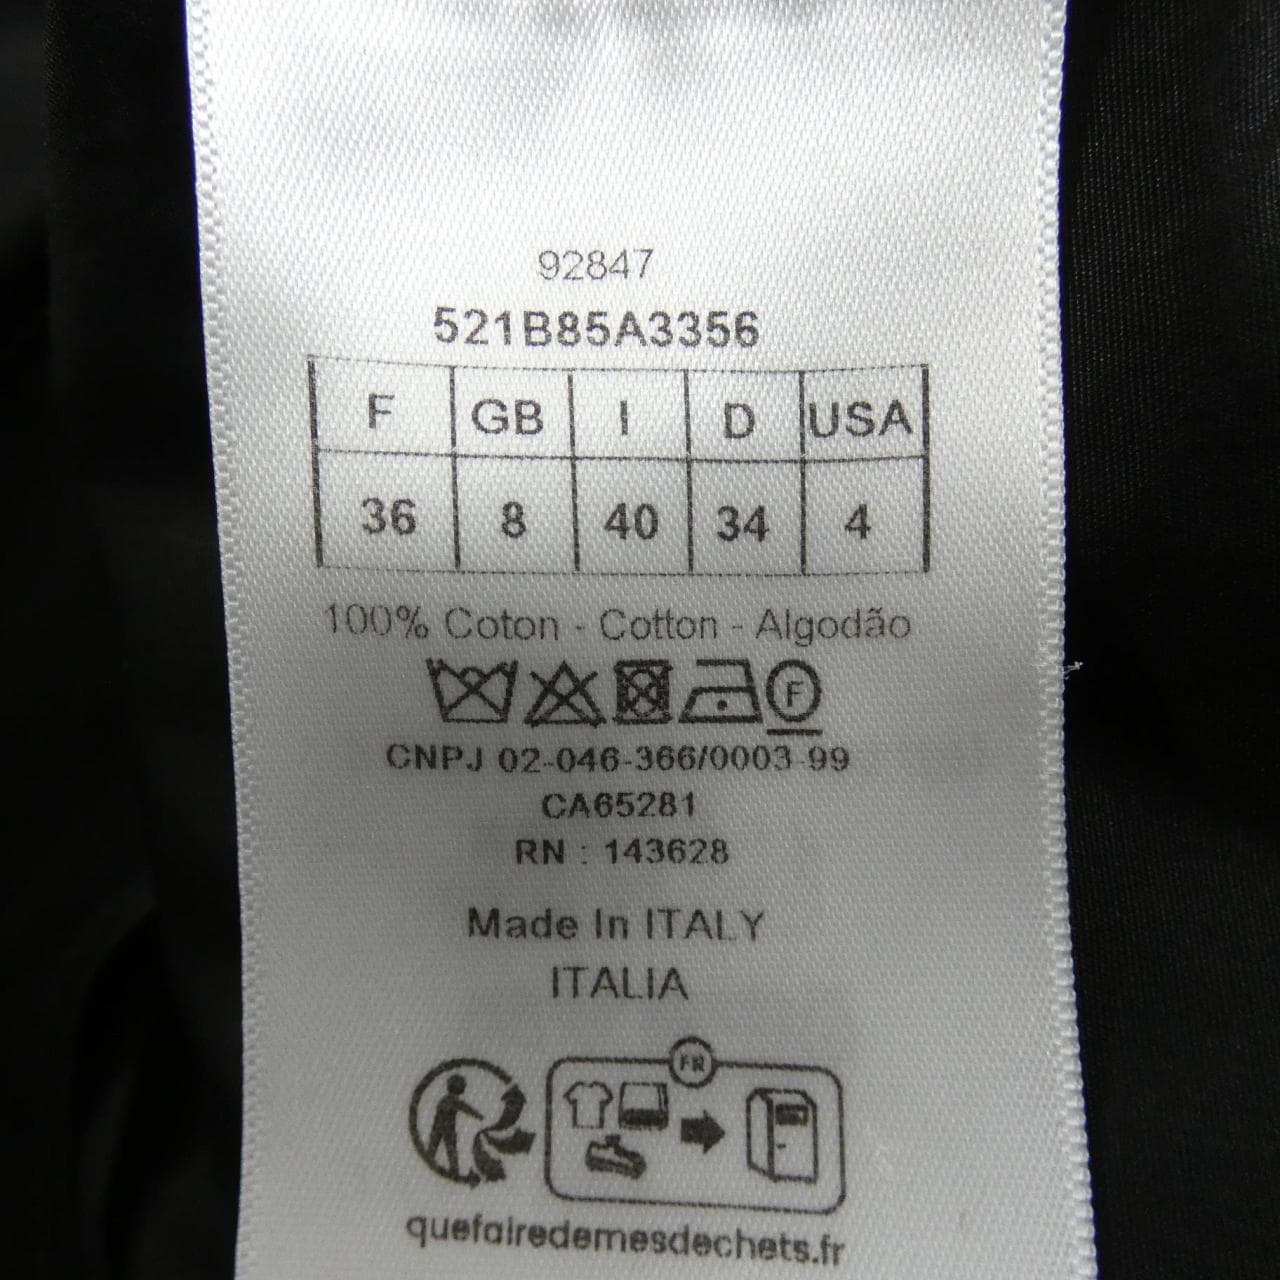 92847
521B85A3356
F GB I D USA
36 8 40 34 4
100% Coton - Cotton - Algodão
F
CNPJ 02-046-366/0003-99
CA65281
RN : 143628
Made In ITALY
ITALIA
FR
quefairedemesdechets.fr